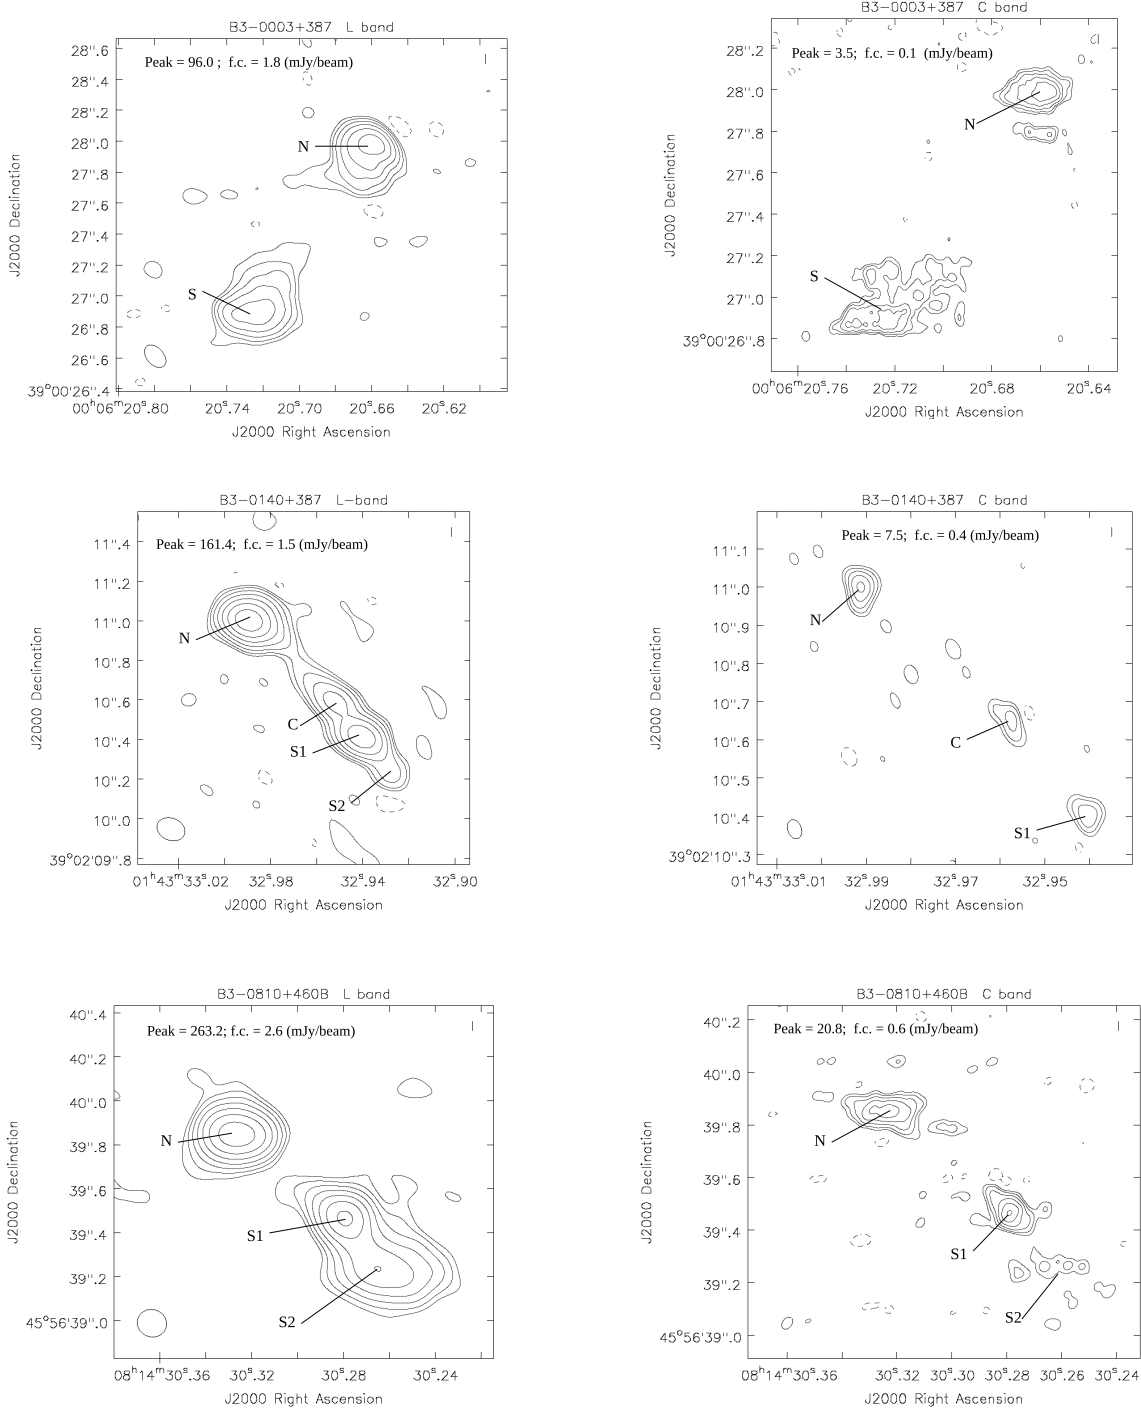 B3-0003+387 L band
Peak = 96.0 ; f.c. = 1.8 (mJy/beam)
28".6
28".4
28".2
28".0
27".8
27".6
27".4
27".2
27".0
26".8
26".6
39°00'26".4
N
S
J2000 Declination
00ʰ06ᵐ20ˢ.80
20ˢ.74
20ˢ.70
20ˢ.66
20ˢ.62
J2000 Right Ascension
B3-0003+387 C band
Peak = 3.5; f.c. = 0.1 (mJy/beam)
28".2
28".0
27".8
27".6
27".4
27".2
27".0
39°00'26".8
N
S
J2000 Declination
00ʰ06ᵐ20ˢ.76
20ˢ.72
20ˢ.68
20ˢ.64
J2000 Right Ascension
B3-0140+387 L-band
Peak = 161.4; f.c. = 1.5 (mJy/beam)
11".4
11".2
11".0
10".8
10".6
10".4
10".2
10".0
39°02'09".8
N
C
S1
S2
J2000 Declination
01ʰ43ᵐ33ˢ.02
32ˢ.98
32ˢ.94
32ˢ.90
J2000 Right Ascension
B3-0140+387 C band
Peak = 7.5; f.c. = 0.4 (mJy/beam)
11".1
11".0
10".9
10".8
10".7
10".6
10".5
10".4
39°02'10".3
N
C
S1
J2000 Declination
01ʰ43ᵐ33ˢ.01
32ˢ.99
32ˢ.97
32ˢ.95
J2000 Right Ascension
B3-0810+460B L band
Peak = 263.2; f.c. = 2.6 (mJy/beam)
40".4
40".2
40".0
39".8
39".6
39".4
39".2
45°56'39".0
N
S1
S2
J2000 Declination
08ʰ14ᵐ30ˢ.36
30ˢ.32
30ˢ.28
30ˢ.24
J2000 Right Ascension
B3-0810+460B C band
Peak = 20.8; f.c. = 0.6 (mJy/beam)
40".2
40".0
39".8
39".6
39".4
39".2
45°56'39".0
N
S1
S2
J2000 Declination
08ʰ14ᵐ30ˢ.36
30ˢ.32
30ˢ.30
30ˢ.28
30ˢ.26
30ˢ.24
J2000 Right Ascension